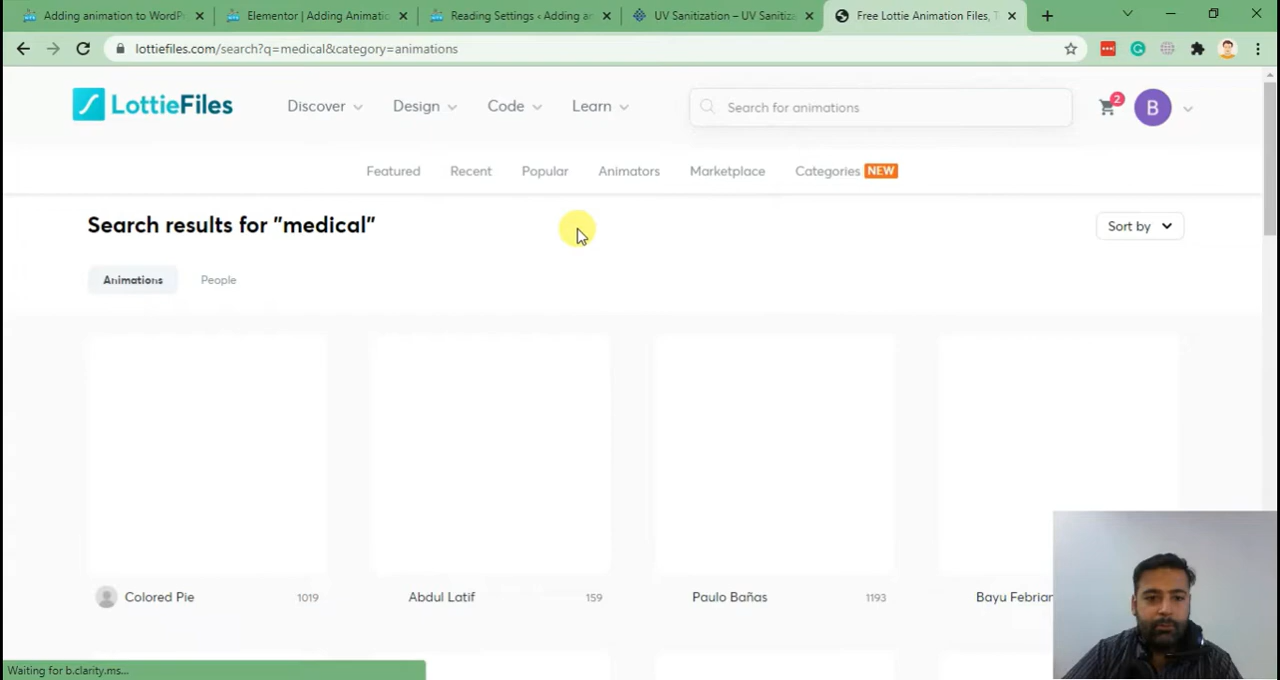 Adding animation to WordPr
Elementor | Adding Animatic
Reading Settings ‹ Adding a
UV Sanitization – UV Sanitiz
Free Lottie Animation Files, T
lottiefiles.com/search?q=medical&category=animations
LottieFiles
Discover
Design
Code
Learn
Search for animations
2
B
Featured
Recent
Popular
Animators
Marketplace
Categories NEW
Search results for "medical"
Sort by
Animations
People
Colored Pie
1019
Abdul Latif
159
Paulo Bañas
1193
Bayu Febrian
Waiting for b.clarity.ms...